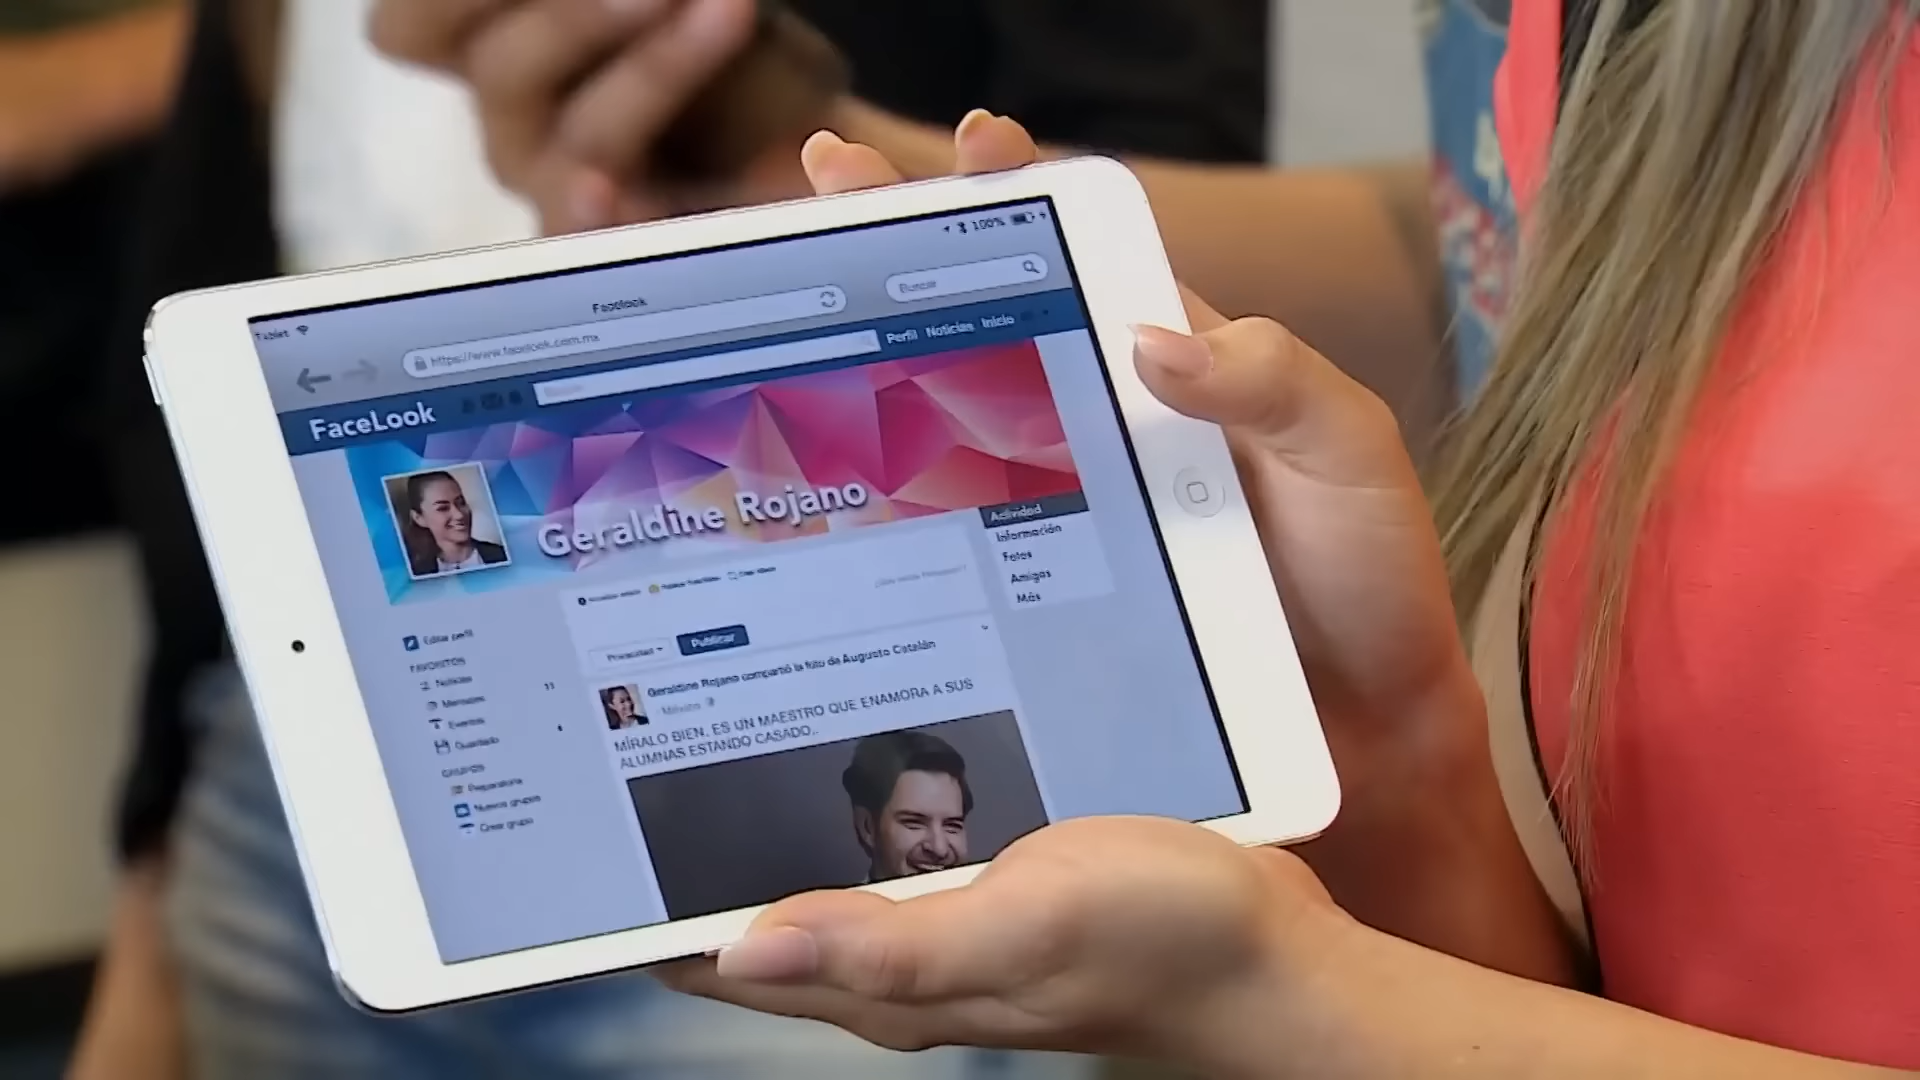 Tablet
100%
Facelook
https://www.facelook.com.mx
Buscar
FaceLook
Perfil Noticias Inicio
Geraldine Rojano
Actividad
Información
Fotos
Amigos
Más
Editar perfil
FAVORITOS
Noticias 11
Mensajes
Eventos
Guardado
GRUPOS
Preparatoria
Nuevos grupos
Crear grupo
Privacidad
Publicar
Geraldine Rojano compartió la foto de Augusto Catalán
México
MÍRALO BIEN, ES UN MAESTRO QUE ENAMORA A SUS
ALUMNAS ESTANDO CASADO..